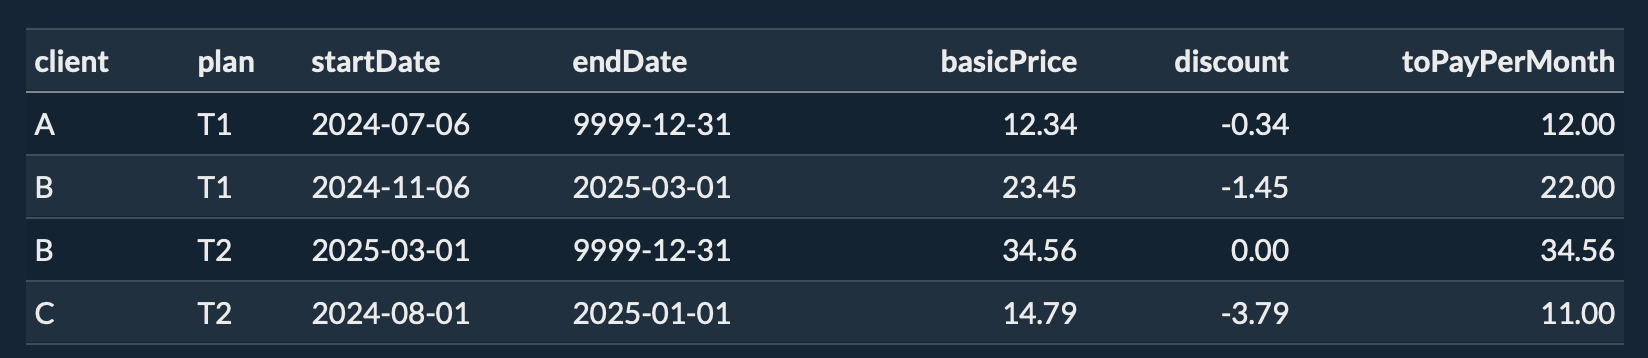 client plan startDate endDate basicPrice discount toPayPerMonth
A T1 2024-07-06 9999-12-31 12.34 -0.34 12.00
B T1 2024-11-06 2025-03-01 23.45 -1.45 22.00
B T2 2025-03-01 9999-12-31 34.56 0.00 34.56
C T2 2024-08-01 2025-01-01 14.79 -3.79 11.00